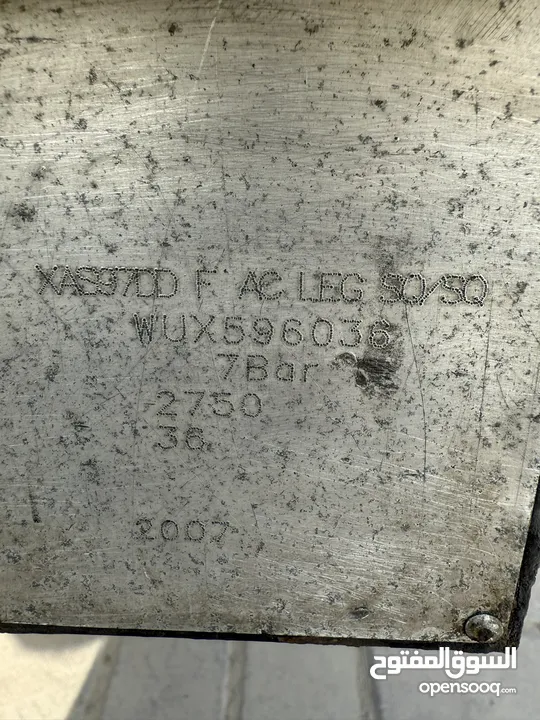 XAS97DD F AC LEG SO/SQ
WUX596036
7Bar
2750
36
2007
السوق المفتوح
opensooq.com